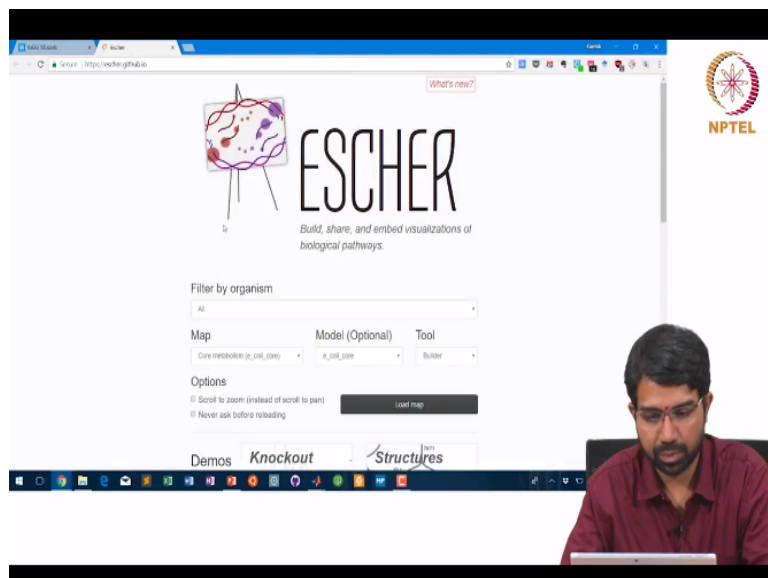 BiGG Models
Escher
Secure | https://escher.github.io
What's new?
NPTEL
ESCHER
Build, share, and embed visualizations of
biological pathways.
Filter by organism
All
Map Model (Optional) Tool
Core metabolism (e_coli_core) e_coli_core Builder
Options
Scroll to zoom (instead of scroll to pan)
Load map
Never ask before reloading
Demos Knockout Structures